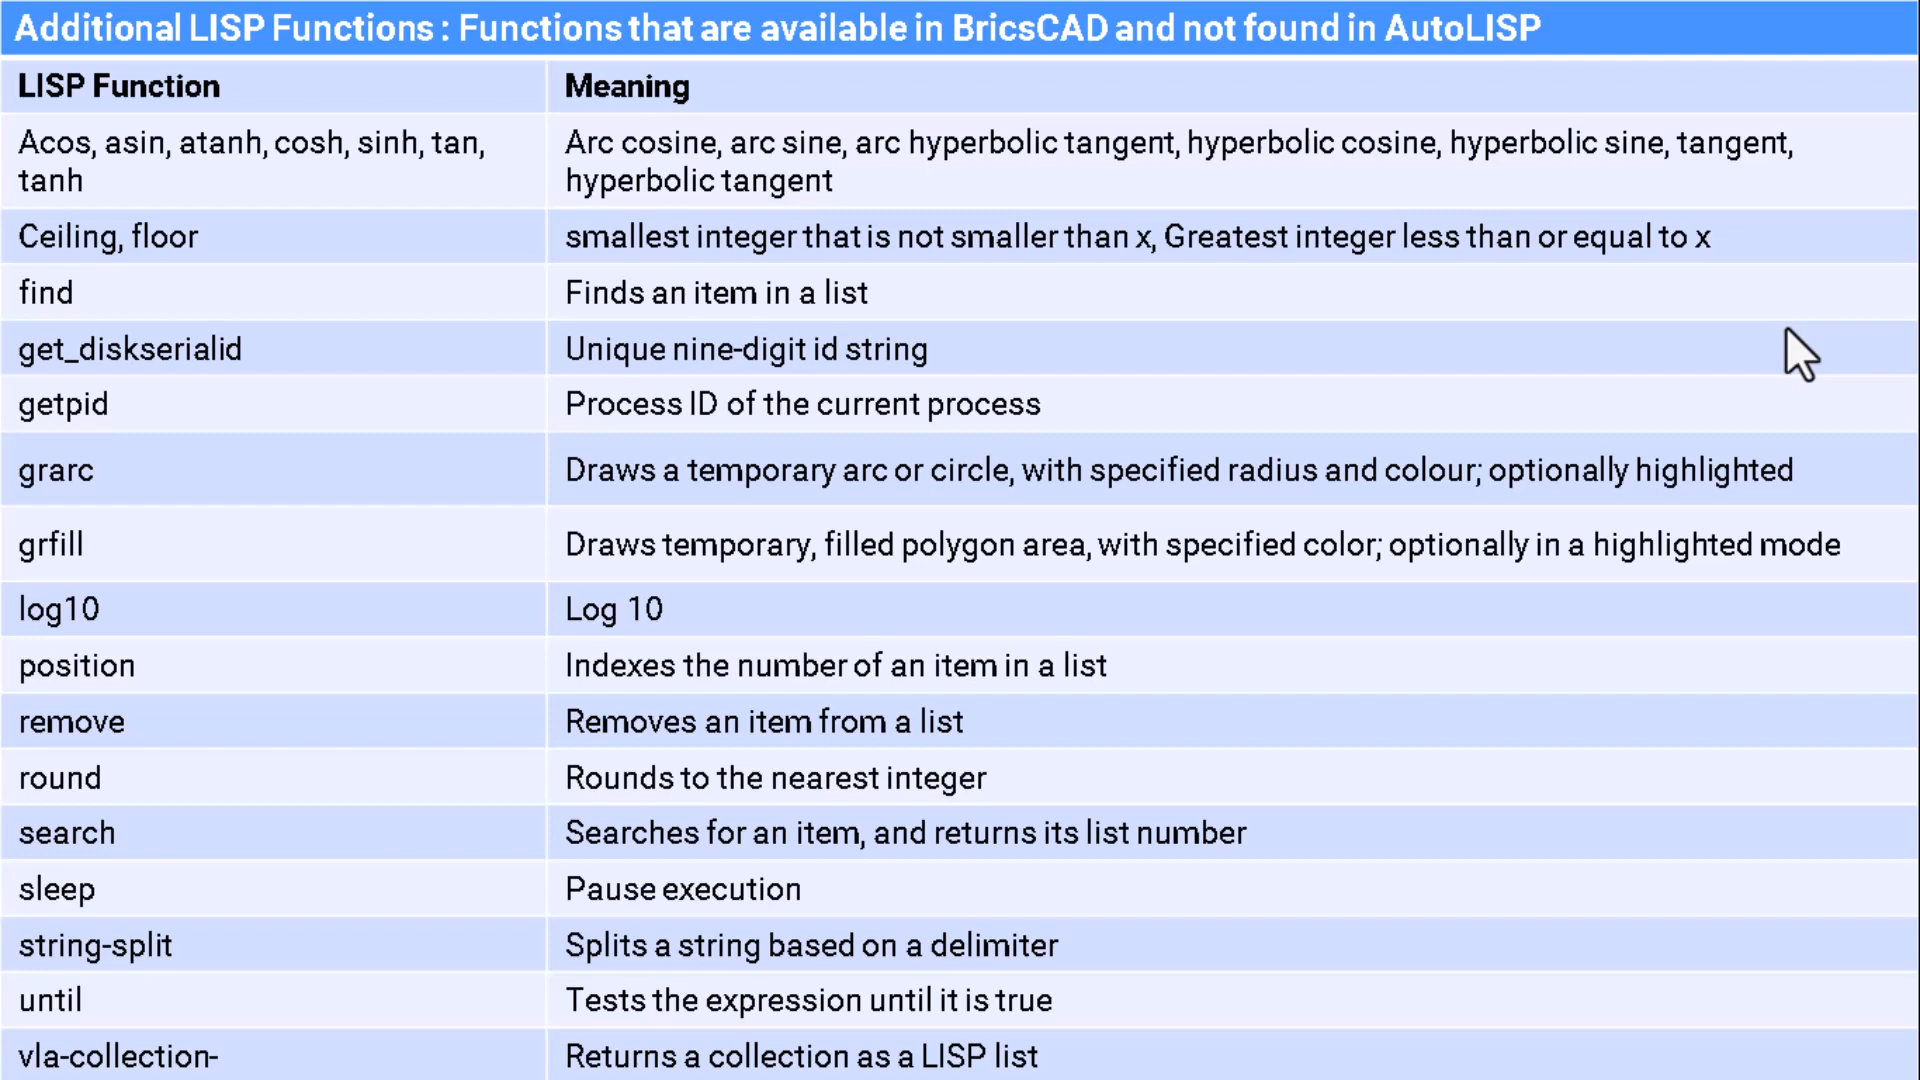 Additional LISP Functions : Functions that are available in BricsCAD and not found in AutoLISP
LISP Function Meaning
Acos, asin, atanh, cosh, sinh, tan, tanh Arc cosine, arc sine, arc hyperbolic tangent, hyperbolic cosine, hyperbolic sine, tangent, hyperbolic tangent
Ceiling, floor smallest integer that is not smaller than x, Greatest integer less than or equal to x
find Finds an item in a list
get_diskserialid Unique nine-digit id string
getpid Process ID of the current process
grarc Draws a temporary arc or circle, with specified radius and colour; optionally highlighted
grfill Draws temporary, filled polygon area, with specified color; optionally in a highlighted mode
log10 Log 10
position Indexes the number of an item in a list
remove Removes an item from a list
round Rounds to the nearest integer
search Searches for an item, and returns its list number
sleep Pause execution
string-split Splits a string based on a delimiter
until Tests the expression until it is true
vla-collection- Returns a collection as a LISP list